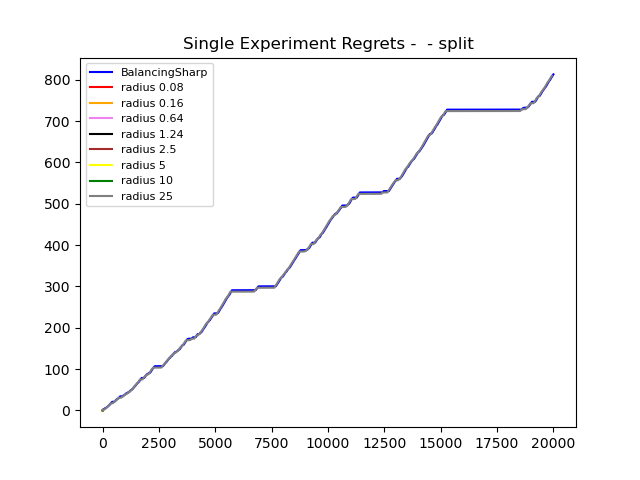 Single Experiment Regrets -  - split
BalancingSharp
radius 0.08
radius 0.16
radius 0.64
radius 1.24
radius 2.5
radius 5
radius 10
radius 25
800
700
600
500
400
300
200
100
0
0 2500 5000 7500 10000 12500 15000 17500 20000